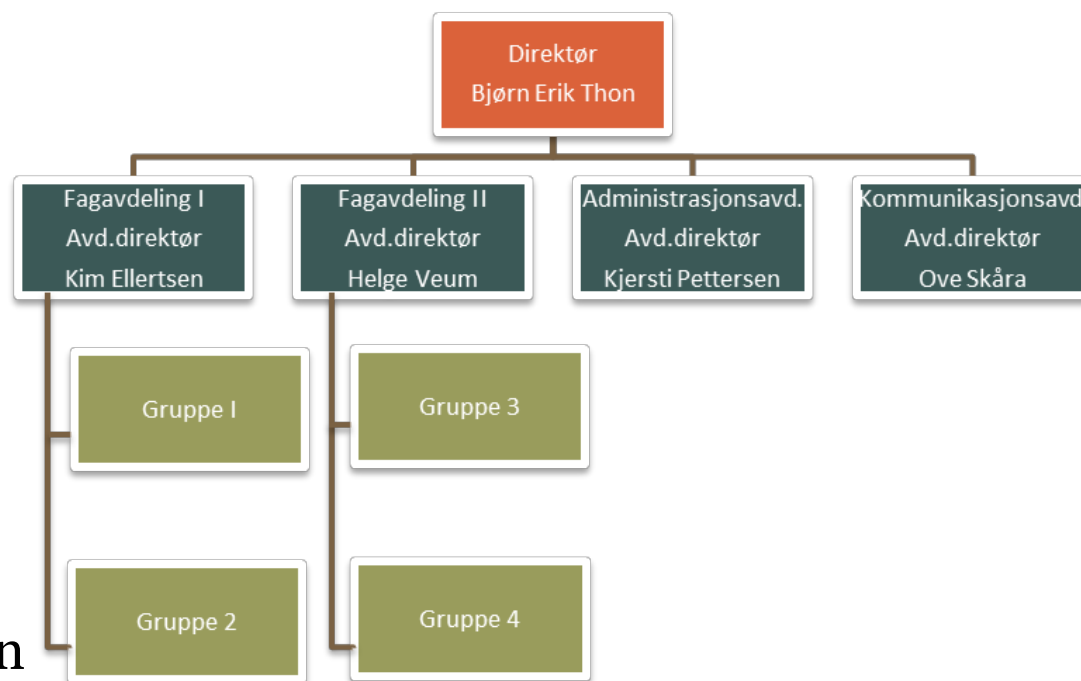 Direktør
Bjørn Erik Thon
Fagavdeling I
Avd.direktør
Kim Ellertsen
Fagavdeling II
Avd.direktør
Helge Veum
Administrasjonsavd.
Avd.direktør
Kjersti Pettersen
Kommunikasjonsavd
Avd.direktør
Ove Skåra
Gruppe I
Gruppe 3
Gruppe 2
Gruppe 4
n